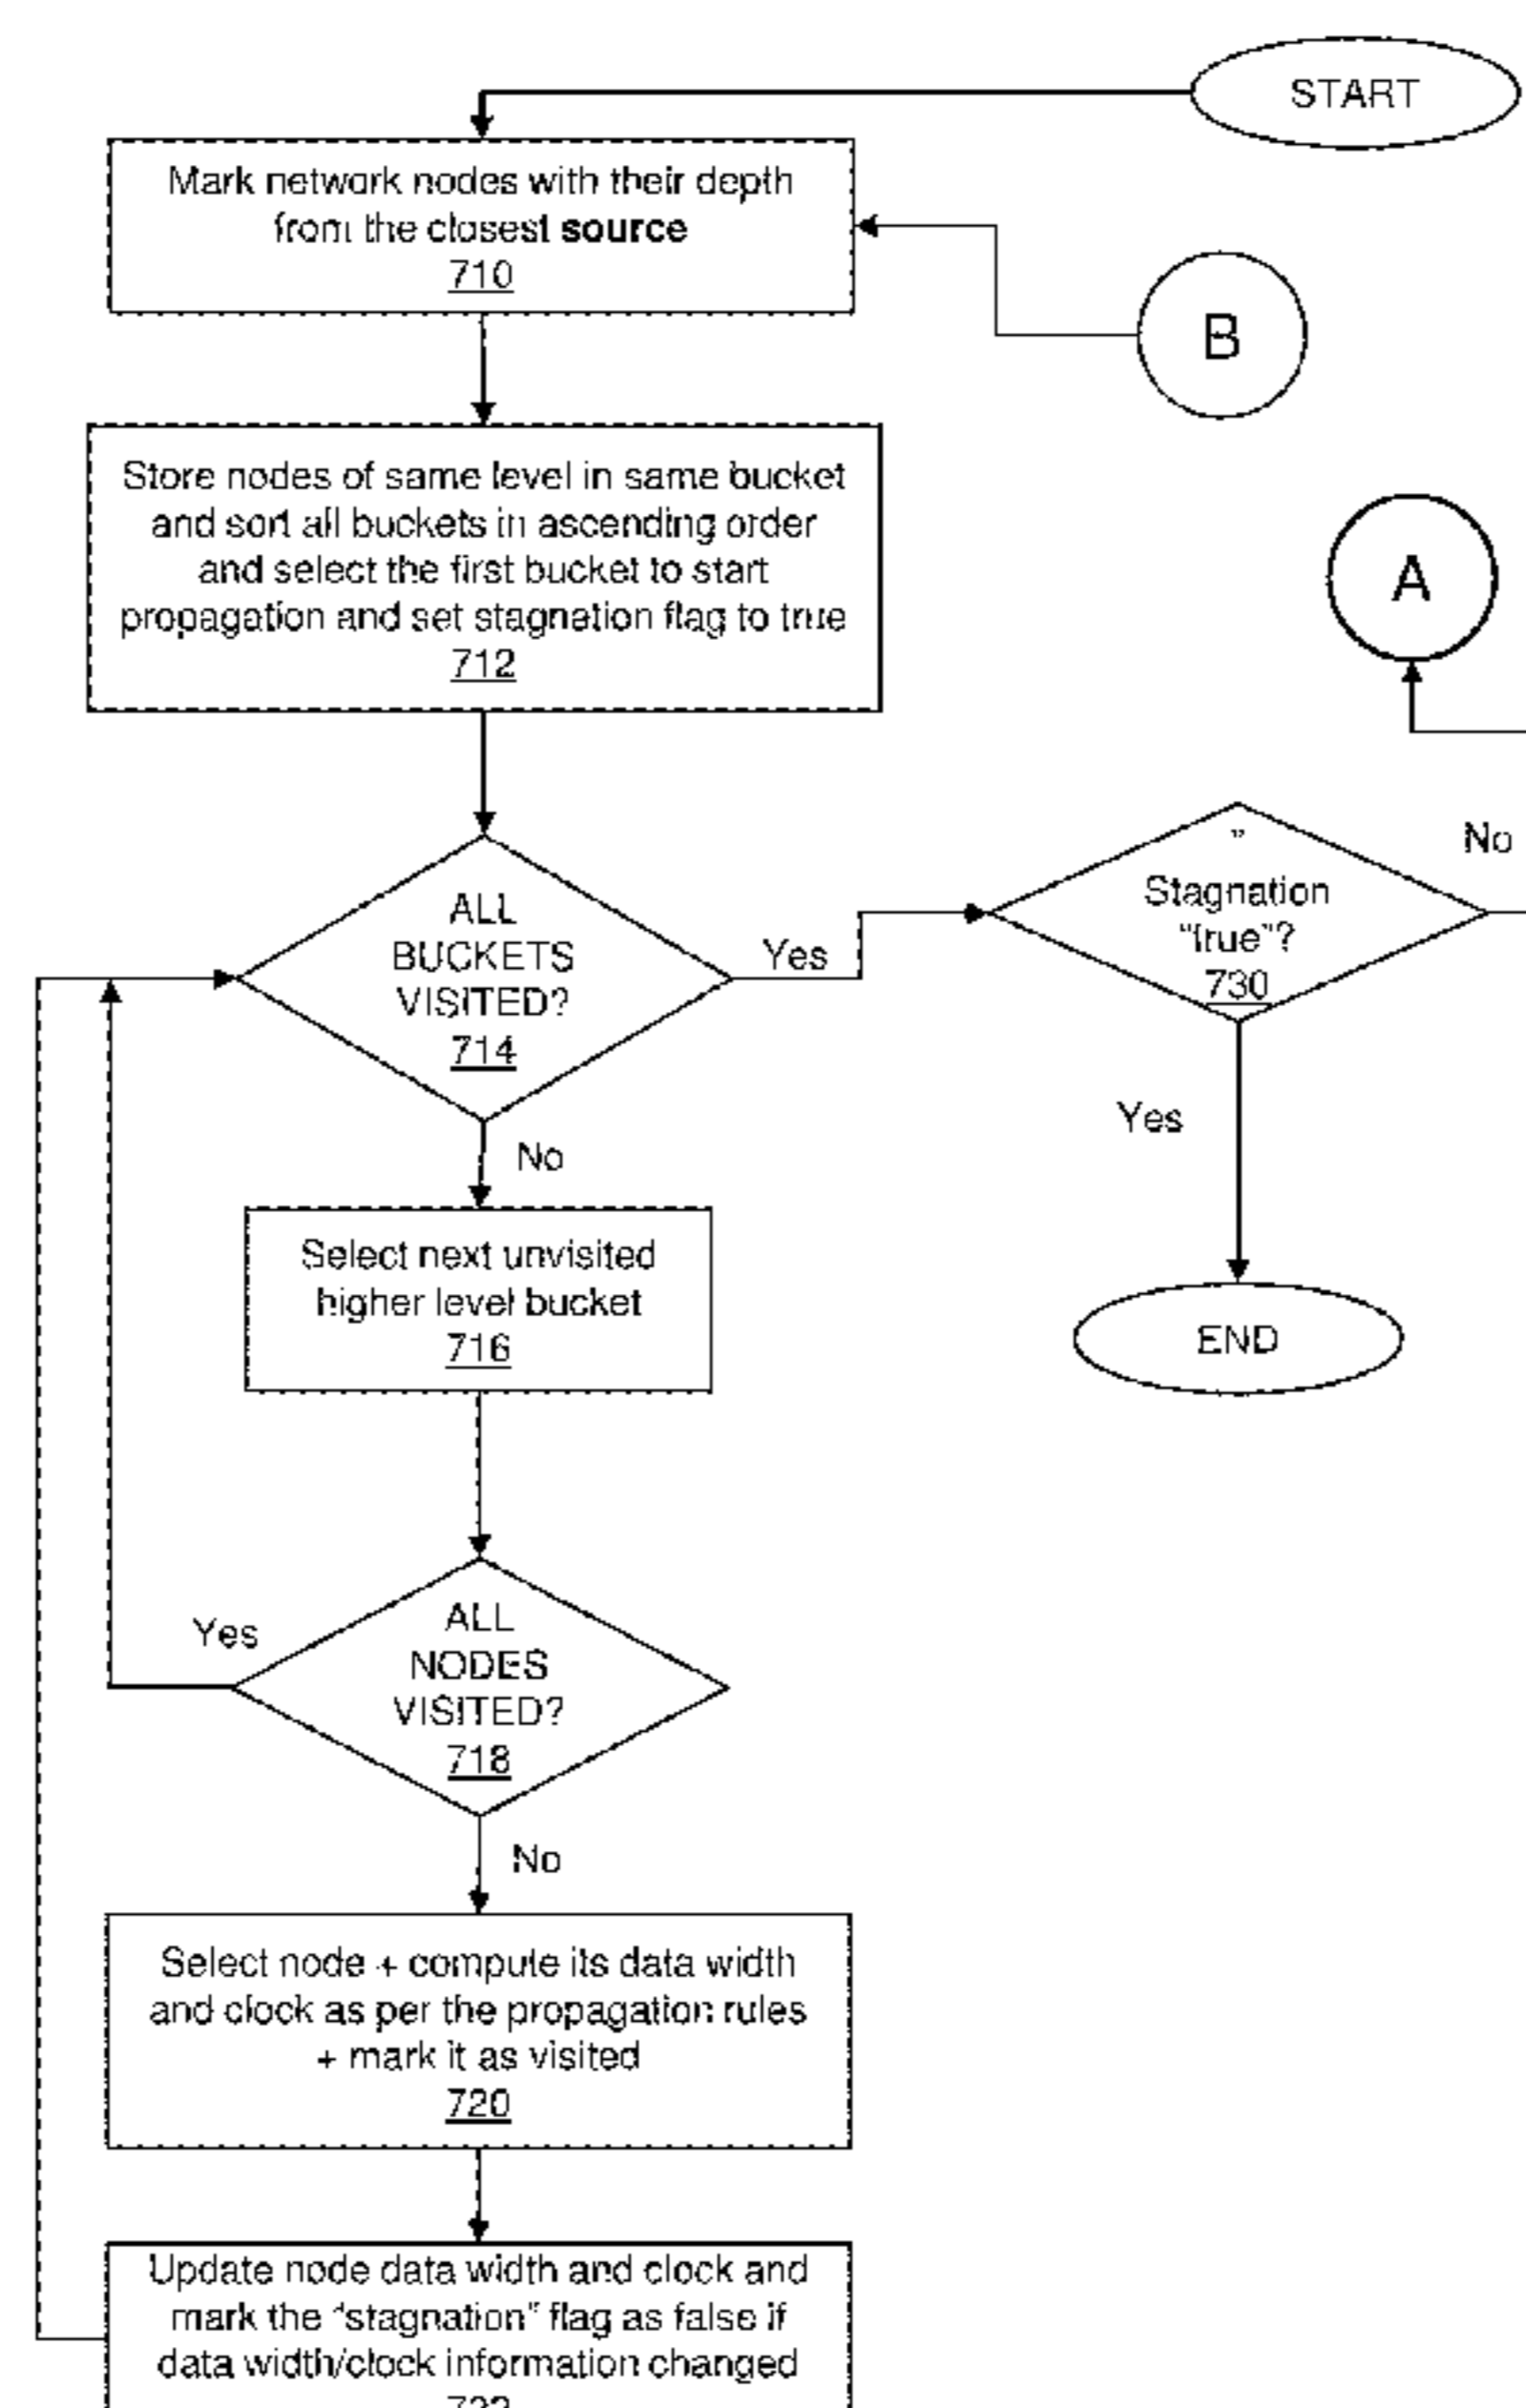 START
Mark network nodes with their depth
from the closest source
710
B
Store nodes of same level in same bucket
and sort all buckets in ascending order
and select the first bucket to start
propagation and set stagnation flag to true
712
A
ALL
BUCKETS
VISITED?
714
Yes
No
”
Stagnation
“true”?
730
No
Yes
END
Select next unvisited
higher level bucket
716
ALL
NODES
VISITED?
718
Yes
No
Select node + compute its data width
and clock as per the propagation rules
+ mark it as visited
720
Update node data width and clock and
mark the “stagnation” flag as false if
data width/clock information changed